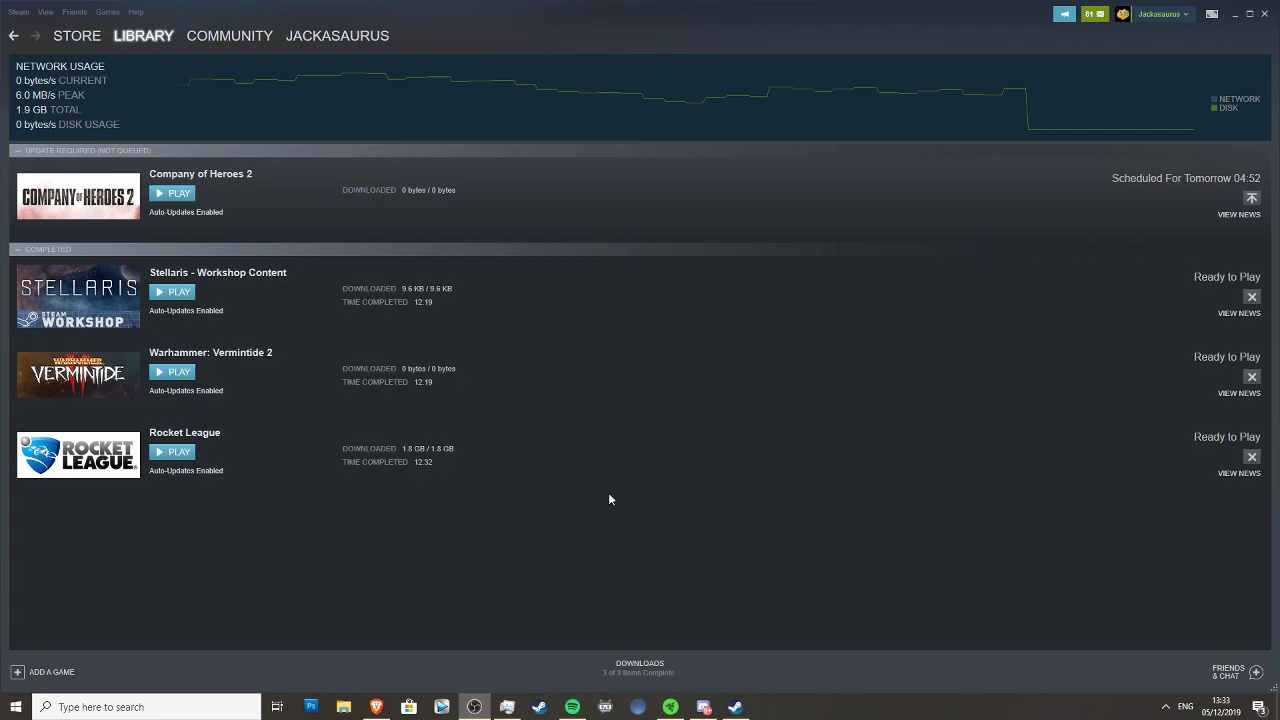 Steam View Friends Games Help
81 Jackasaurus
STORE LIBRARY COMMUNITY JACKASAURUS
NETWORK USAGE
0 bytes/s CURRENT
6.0 MB/s PEAK
1.9 GB TOTAL
0 bytes/s DISK USAGE
NETWORK
DISK
UPDATE REQUIRED (NOT QUEUED)
COMPANY OF HEROES 2
Company of Heroes 2
PLAY
Auto-Updates Enabled
DOWNLOADED 0 bytes / 0 bytes
Scheduled For Tomorrow 04:52
VIEW NEWS
COMPLETED
STELLARIS
STEAM
WORKSHOP
Stellaris - Workshop Content
PLAY
Auto-Updates Enabled
DOWNLOADED 9.6 KB / 9.6 KB
TIME COMPLETED 12:19
Ready to Play
VIEW NEWS
WARHAMMER
VERMINTIDE
Warhammer: Vermintide 2
PLAY
Auto-Updates Enabled
DOWNLOADED 0 bytes / 0 bytes
TIME COMPLETED 12:19
Ready to Play
VIEW NEWS
ROCKET
LEAGUE
Rocket League
PLAY
Auto-Updates Enabled
DOWNLOADED 1.8 GB / 1.8 GB
TIME COMPLETED 12:32
Ready to Play
VIEW NEWS
ADD A GAME
DOWNLOADS
3 of 3 Items Complete
FRIENDS
& CHAT
Type here to search
Ps
ENG
13:33
05/12/2019